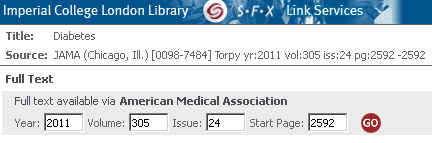 Imperial College London Library S·F·X Link Services
Title: Diabetes
Source: JAMA (Chicago, Ill.) [0098-7484] Torpy yr:2011 vol:305 iss:24 pg:2592 -2592
Full Text
Full text available via American Medical Association
Year: 2011 Volume: 305 Issue: 24 Start Page: 2592 GO